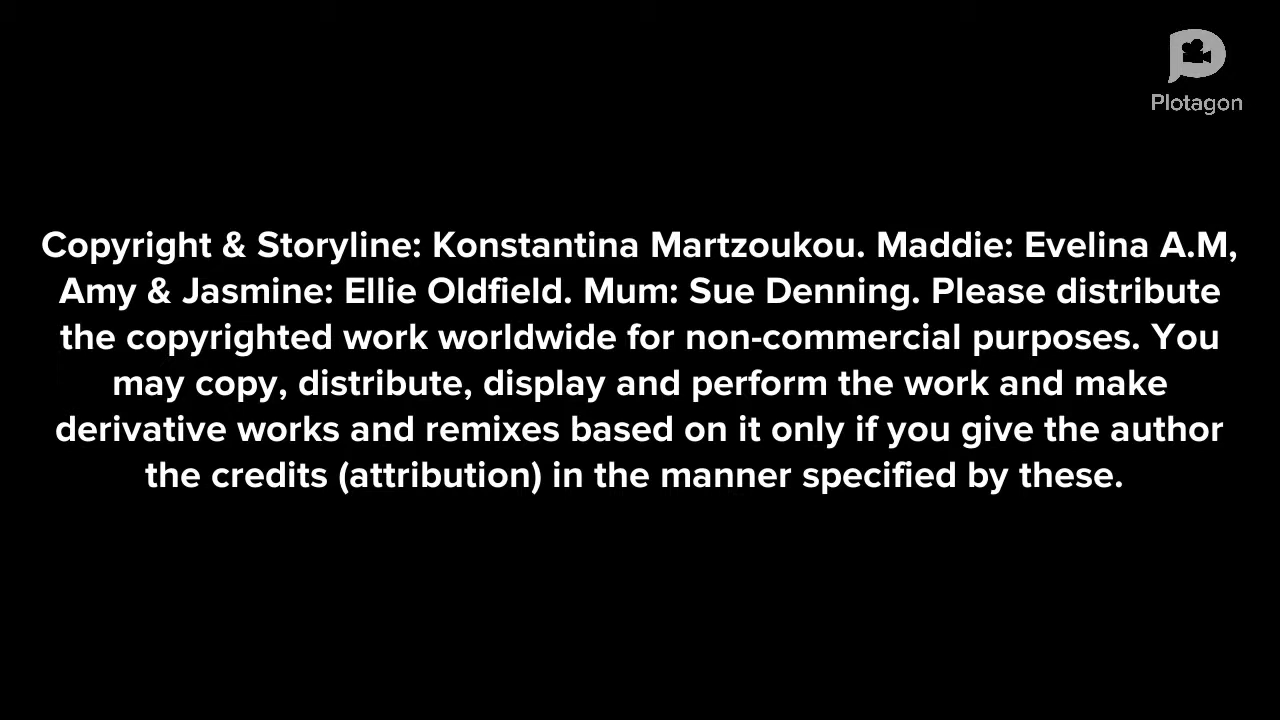 Plotagon
Copyright & Storyline: Konstantina Martzoukou. Maddie: Evelina A.M,
Amy & Jasmine: Ellie Oldfield. Mum: Sue Denning. Please distribute
the copyrighted work worldwide for non-commercial purposes. You
may copy, distribute, display and perform the work and make
derivative works and remixes based on it only if you give the author
the credits (attribution) in the manner specified by these.